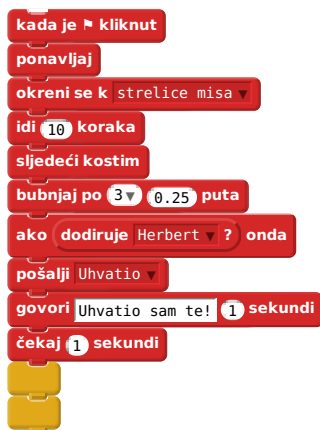 kada je ⚑ kliknut
ponavljaj
okreni se k strelice misa ▾
idi 10 koraka
sljedeći kostim
bubnjaj po 3▾ 0.25 puta
ako dodiruje Herbert ▾ ? onda
pošalji Uhvatio ▾
govori Uhvatio sam te! 1 sekundi
čekaj 1 sekundi